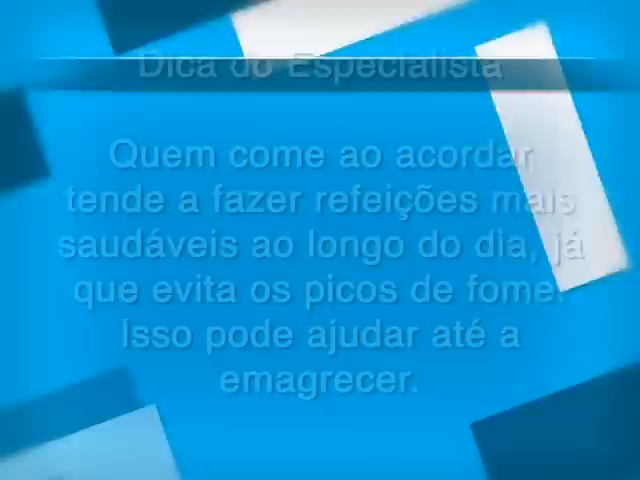 Dica do Especialista
Quem come ao acordar
tende a fazer refeições mais
saudáveis ao longo do dia, já
que evita os picos de fome.
Isso pode ajudar até a
emagrecer.